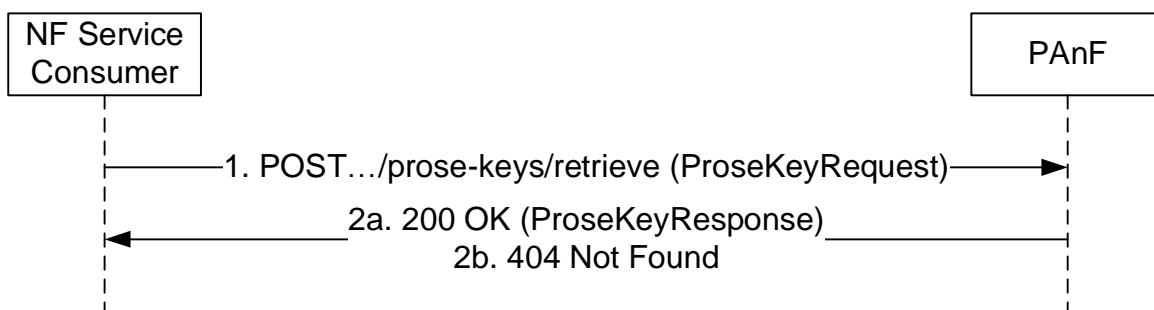 NF Service
Consumer
PAnF
1. POST…/prose-keys/retrieve (ProseKeyRequest)
2a. 200 OK (ProseKeyResponse)
2b. 404 Not Found